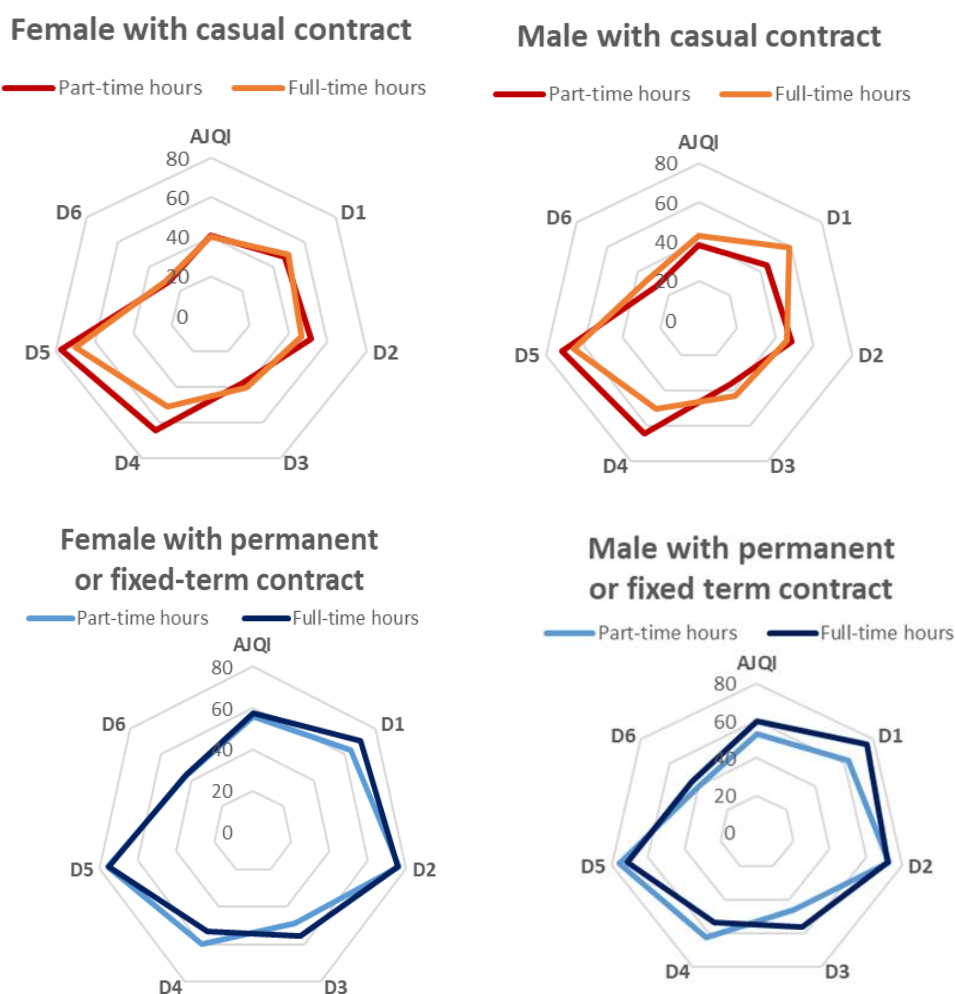 Female with casual contract
Part-time hours Full-time hours
AJQI
80
60
40
20
0
D1
D2
D3
D4
D5
D6
Male with casual contract
Part-time hours Full-time hours
AJQI
80
60
40
20
0
D1
D2
D3
D4
D5
D6
Female with permanent
or fixed-term contract
Part-time hours Full-time hours
AJQI
80
60
40
20
0
D1
D2
D3
D4
D5
D6
Male with permanent
or fixed term contract
Part-time hours Full-time hours
AJQI
80
60
40
20
0
D1
D2
D3
D4
D5
D6